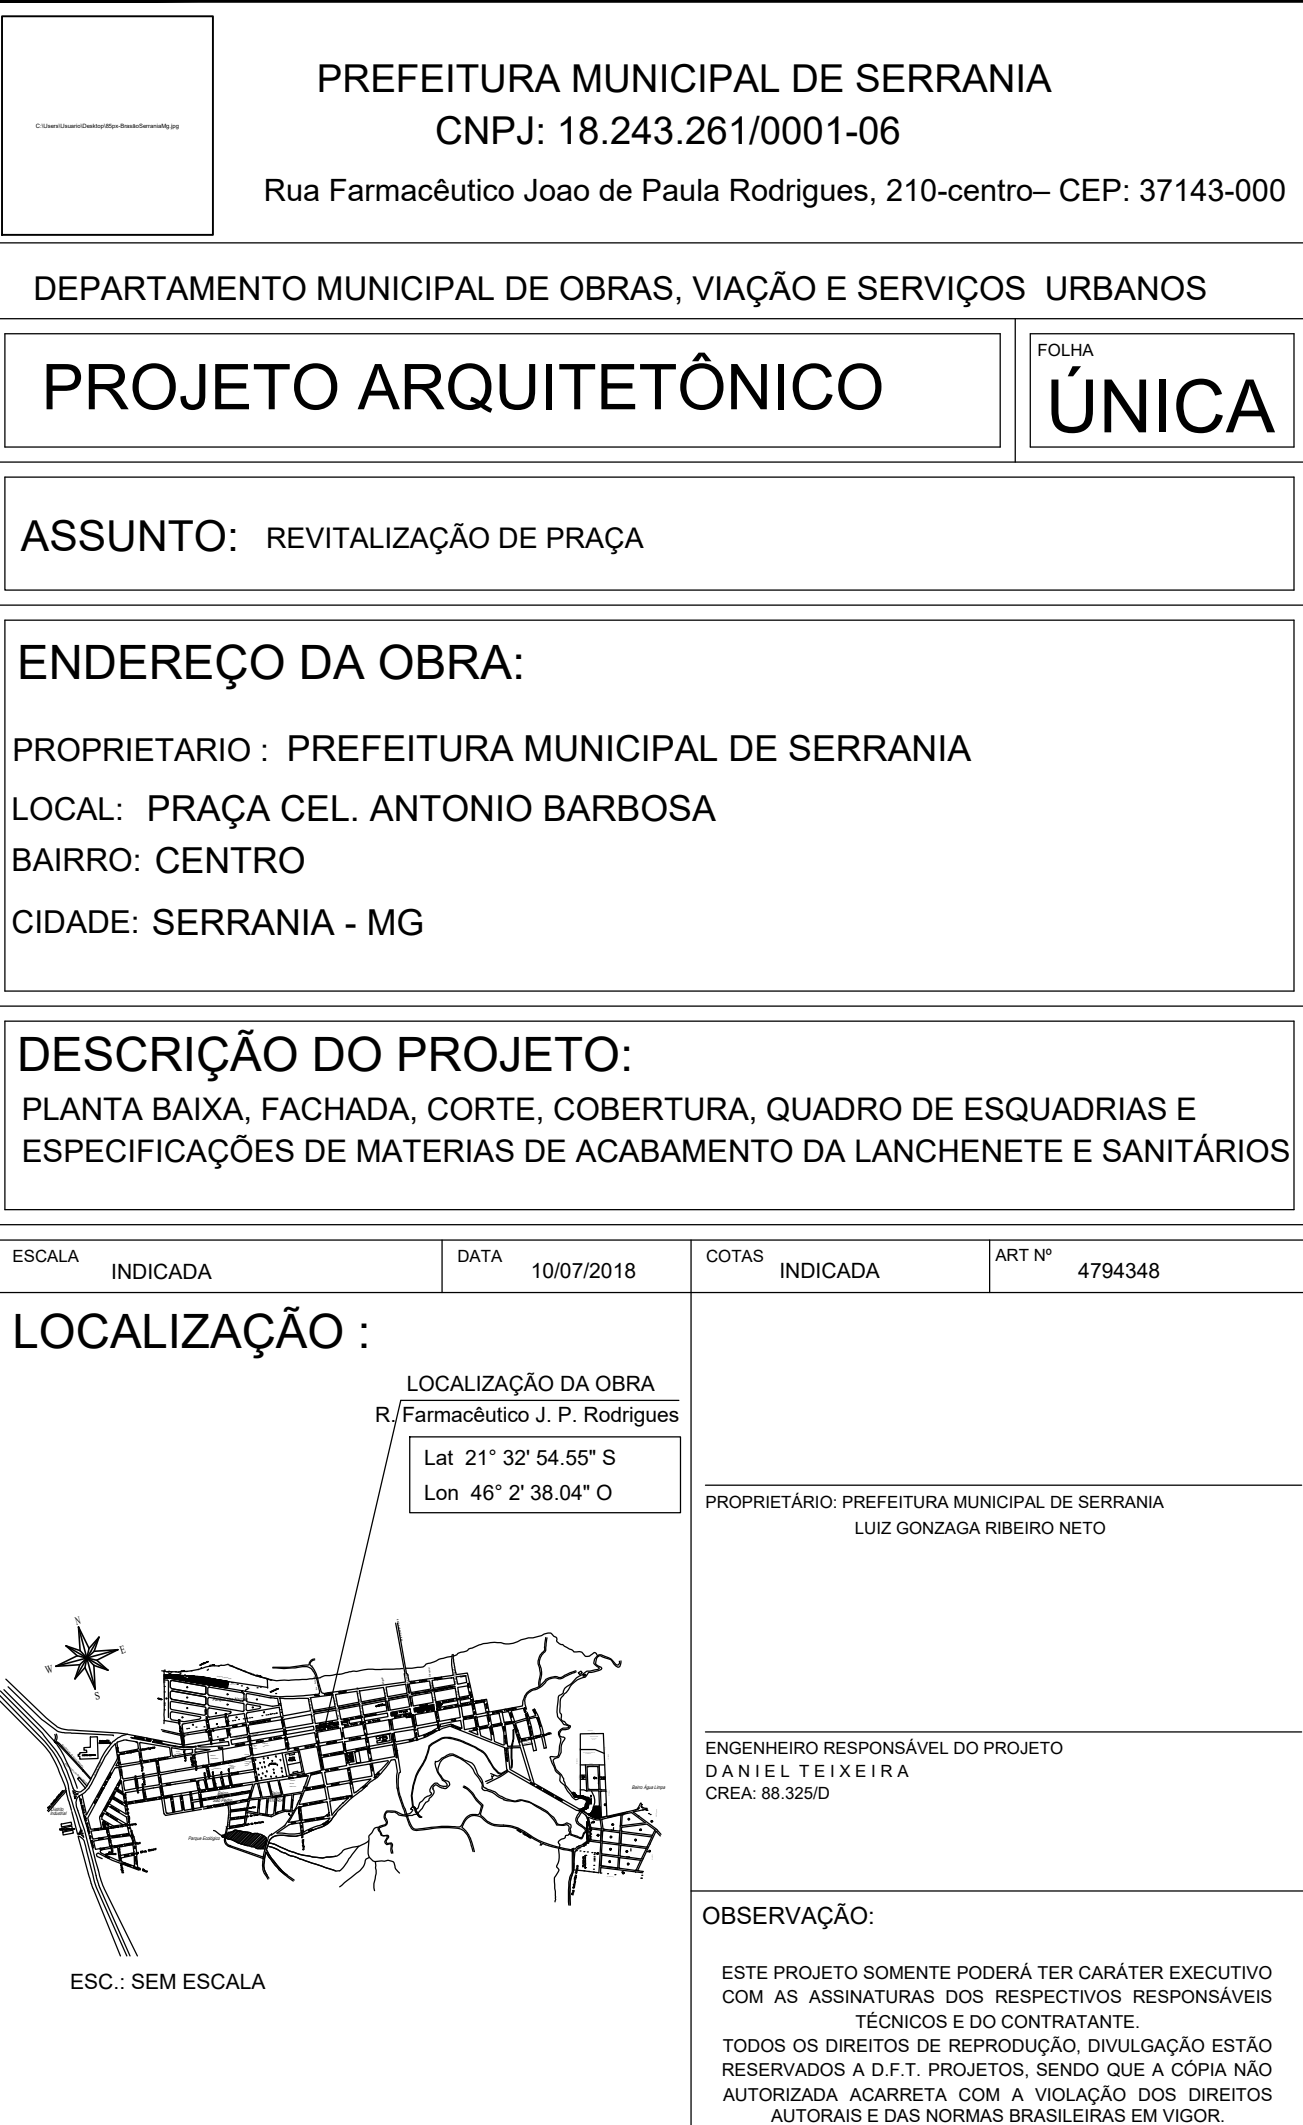 C:\Users\Usuario\Desktop\85px-BrasãoSerraniaMg.jpg
PREFEITURA MUNICIPAL DE SERRANIA
CNPJ: 18.243.261/0001-06
Rua Farmacêutico Joao de Paula Rodrigues, 210-centro– CEP: 37143-000
DEPARTAMENTO MUNICIPAL DE OBRAS, VIAÇÃO E SERVIÇOS URBANOS
PROJETO ARQUITETÔNICO
FOLHA
ÚNICA
ASSUNTO: REVITALIZAÇÃO DE PRAÇA
ENDEREÇO DA OBRA:
PROPRIETARIO : PREFEITURA MUNICIPAL DE SERRANIA
LOCAL: PRAÇA CEL. ANTONIO BARBOSA
BAIRRO: CENTRO
CIDADE: SERRANIA - MG
DESCRIÇÃO DO PROJETO:
PLANTA BAIXA, FACHADA, CORTE, COBERTURA, QUADRO DE ESQUADRIAS E
ESPECIFICAÇÕES DE MATERIAS DE ACABAMENTO DA LANCHENETE E SANITÁRIOS
ESCALA INDICADA
DATA 10/07/2018
COTAS INDICADA
ART Nº 4794348
LOCALIZAÇÃO :
LOCALIZAÇÃO DA OBRA
R. Farmacêutico J. P. Rodrigues
Lat 21° 32' 54.55" S
Lon 46° 2' 38.04" O
N
E
W
S
Bairro Água Limpa
Distrito
Industrial
Parque Ecológico
ESC.: SEM ESCALA
PROPRIETÁRIO: PREFEITURA MUNICIPAL DE SERRANIA
LUIZ GONZAGA RIBEIRO NETO
ENGENHEIRO RESPONSÁVEL DO PROJETO
D A N I E L T E I X E I R A
CREA: 88.325/D
OBSERVAÇÃO:
ESTE PROJETO SOMENTE PODERÁ TER CARÁTER EXECUTIVO
COM AS ASSINATURAS DOS RESPECTIVOS RESPONSÁVEIS
TÉCNICOS E DO CONTRATANTE.
TODOS OS DIREITOS DE REPRODUÇÃO, DIVULGAÇÃO ESTÃO
RESERVADOS A D.F.T. PROJETOS, SENDO QUE A CÓPIA NÃO
AUTORIZADA ACARRETA COM A VIOLAÇÃO DOS DIREITOS
AUTORAIS E DAS NORMAS BRASILEIRAS EM VIGOR.